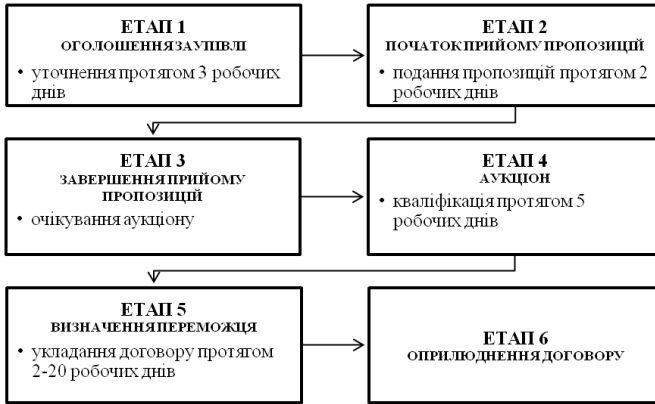 ЕТАП 1
ОГОЛОШЕННЯ ЗАУПІВЛІ
• уточнення протягом 3 робочих
днів
ЕТАП 2
ПОЧАТОК ПРИЙОМУ ПРОПОЗИЦІЙ
• подання пропозицій протягом 2
робочих днів
ЕТАП 3
ЗАВЕРШЕННЯ ПРИЙОМУ
ПРОПОЗИЦІЙ
• очікування аукціону
ЕТАП 4
АУКЦІОН
• кваліфікація протягом 5
робочих днів
ЕТАП 5
ВИЗНАЧЕННЯ ПЕРЕМОЖЦЯ
• укладання договору протягом
2-20 робочих днів
ЕТАП 6
ОПРИЛЮДНЕННЯ ДОГОВОРУ